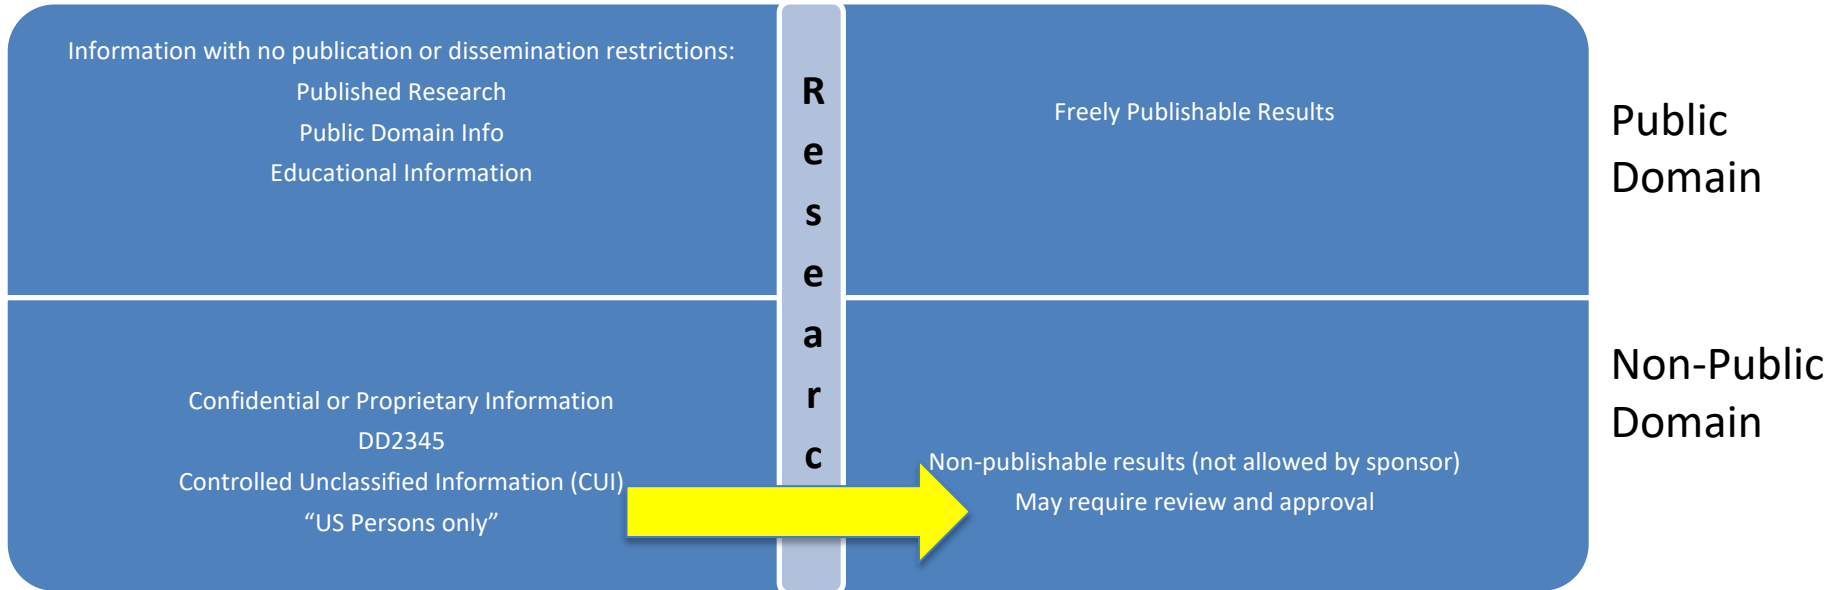 Information with no publication or dissemination restrictions:
Published Research
Public Domain Info
Educational Information
R
e
s
e
a
r
c
Freely Publishable Results
Public
Domain
Confidential or Proprietary Information
DD2345
Controlled Unclassified Information (CUI)
“US Persons only”
Non-publishable results (not allowed by sponsor)
May require review and approval
Non-Public
Domain